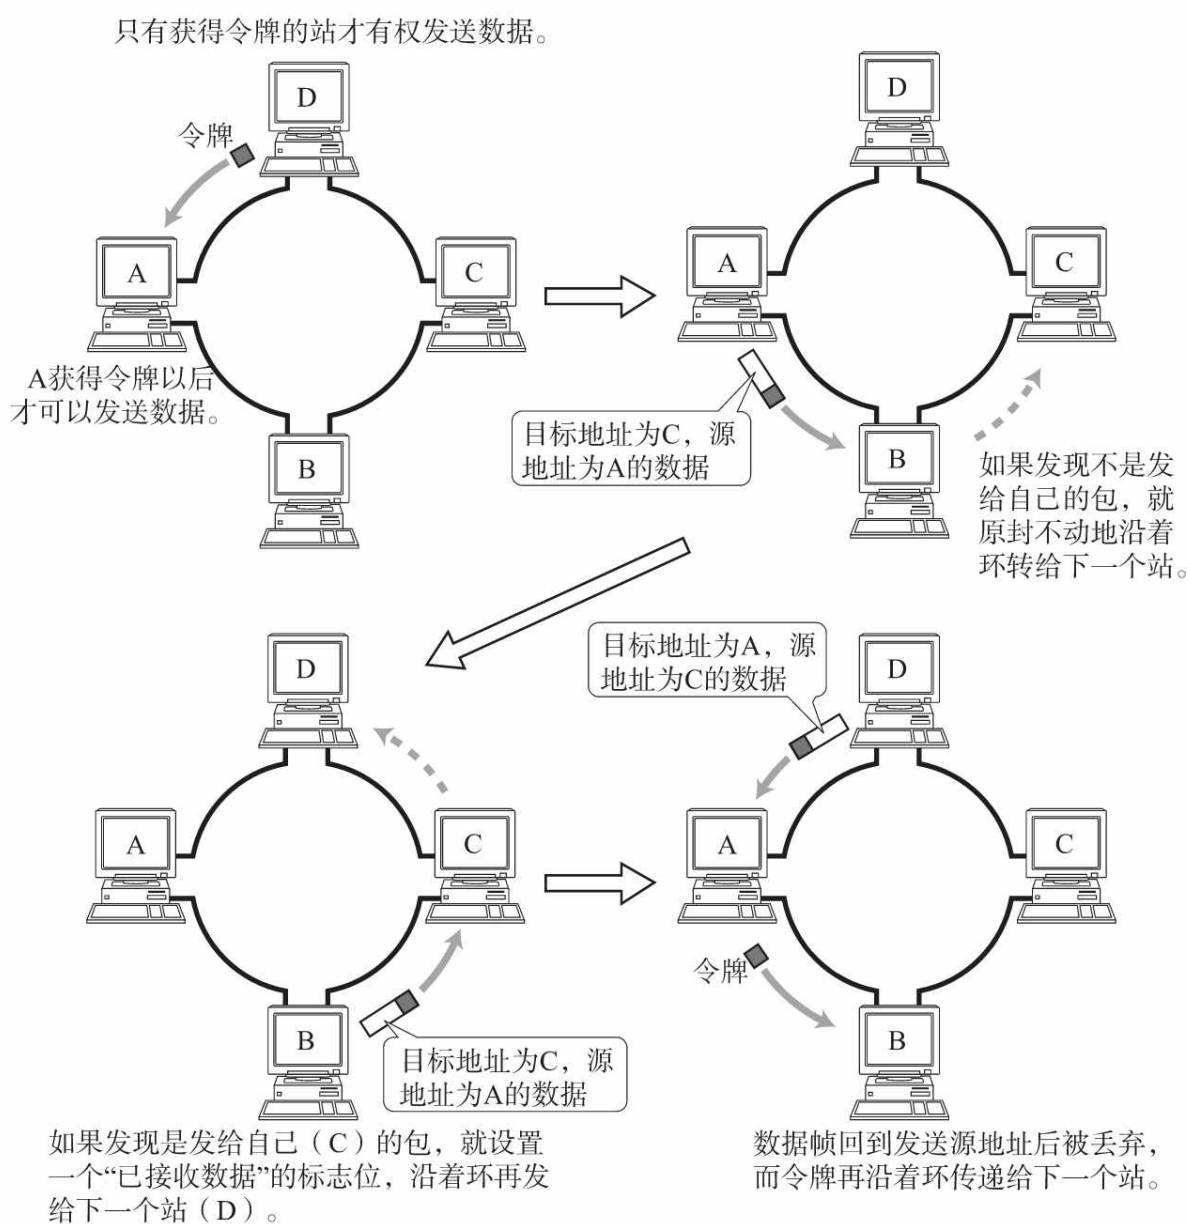 只有获得令牌的站才有权发送数据。
D
令牌
A
C
A获得令牌以后
才可以发送数据。
B
D
A
C
目标地址为C，源
地址为A的数据
B
如果发现不是发
给自己的包，就
原封不动地沿着
环转给下一个站。
D
A
C
B
目标地址为C，源
地址为A的数据
如果发现是发给自己（C）的包，就设置
一个“已接收数据”的标志位，沿着环再发
给下一个站（D）。
目标地址为A，源
地址为C的数据
D
A
C
令牌
B
数据帧回到发送源地址后被丢弃，
而令牌再沿着环传递给下一个站。